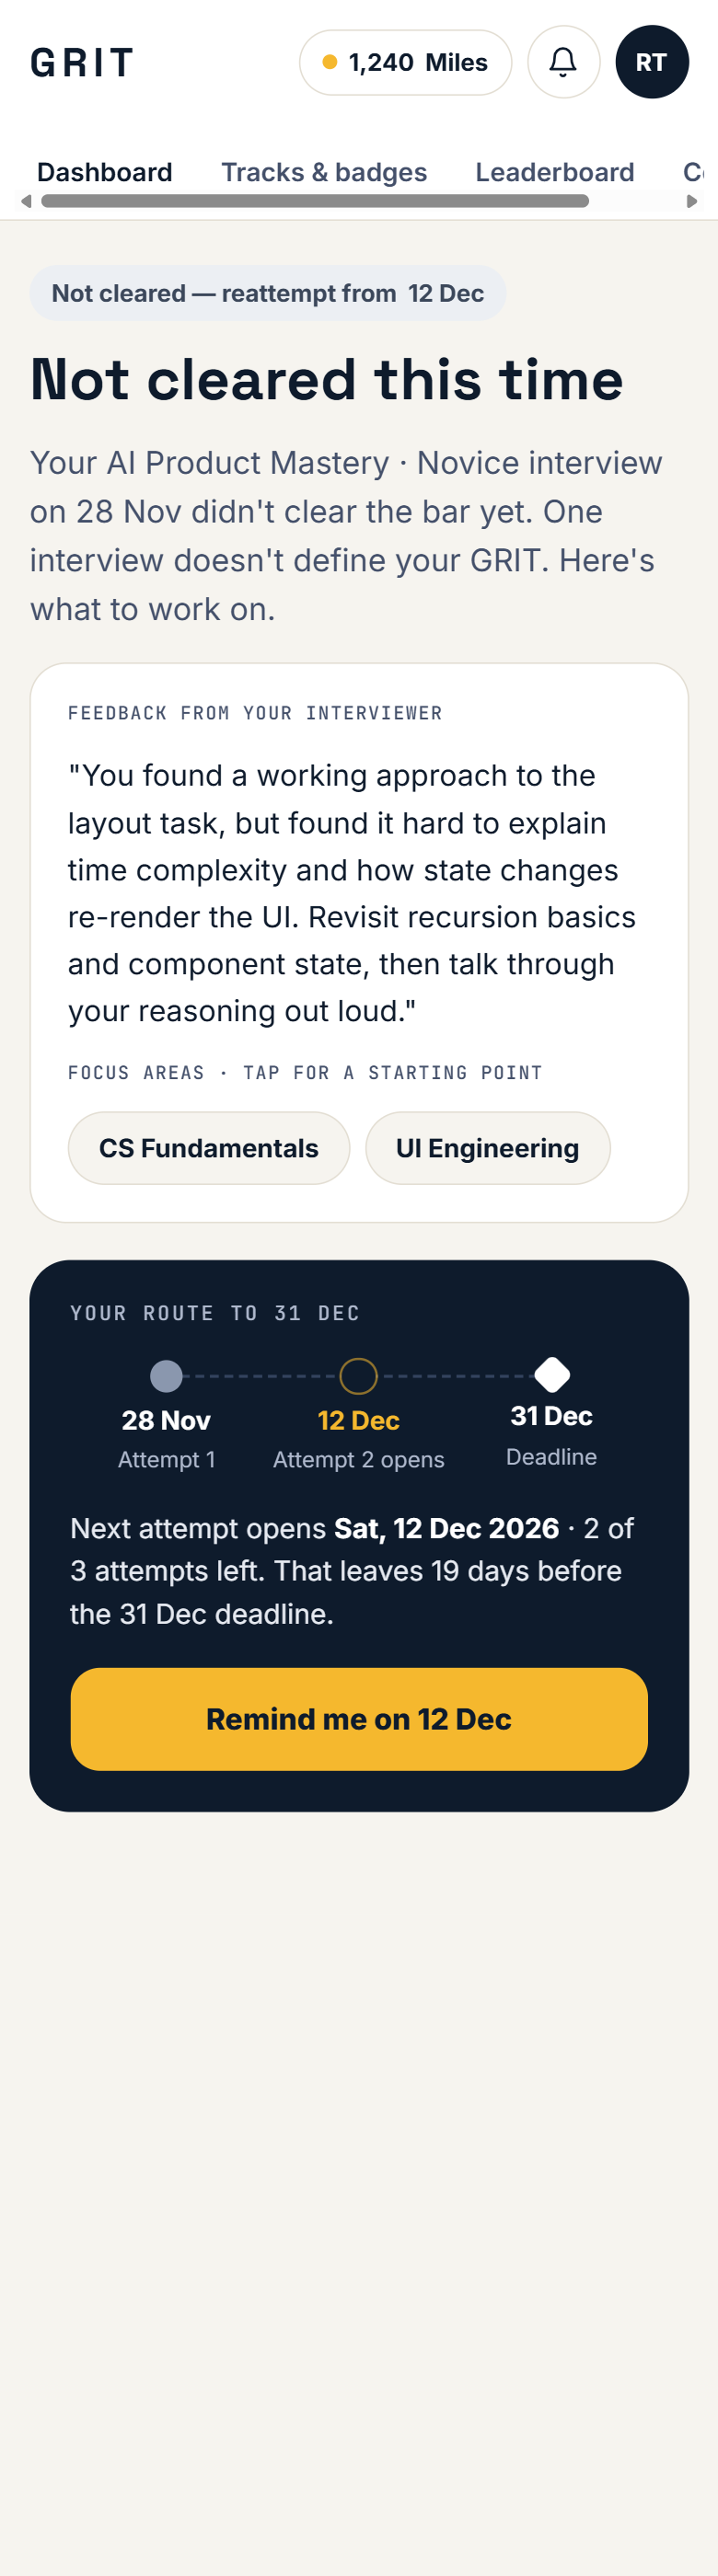 GRIT
1,240 Miles
RT
Dashboard Tracks & badges Leaderboard
Not cleared — reattempt from 12 Dec
Not cleared this time
Your AI Product Mastery · Novice interview
on 28 Nov didn't clear the bar yet. One
interview doesn't define your GRIT. Here's
what to work on.
FEEDBACK FROM YOUR INTERVIEWER
"You found a working approach to the
layout task, but found it hard to explain
time complexity and how state changes
re-render the UI. Revisit recursion basics
and component state, then talk through
your reasoning out loud."
FOCUS AREAS · TAP FOR A STARTING POINT
CS Fundamentals UI Engineering
YOUR ROUTE TO 31 DEC
28 Nov 12 Dec 31 Dec
Attempt 1 Attempt 2 opens Deadline
Next attempt opens Sat, 12 Dec 2026 · 2 of
3 attempts left. That leaves 19 days before
the 31 Dec deadline.
Remind me on 12 Dec